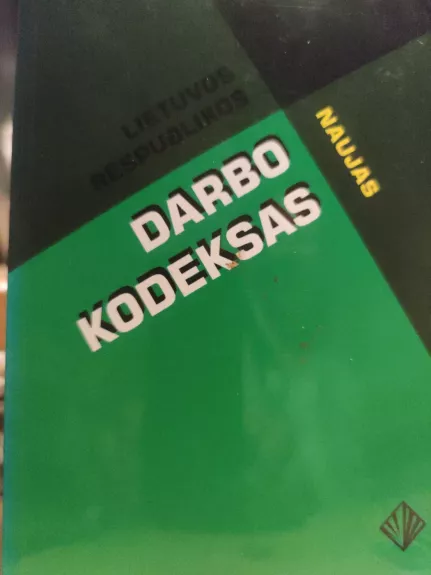 LIETUVOS
RESPUBLIKOS
DARBO
KODEKSAS
NAUJAS